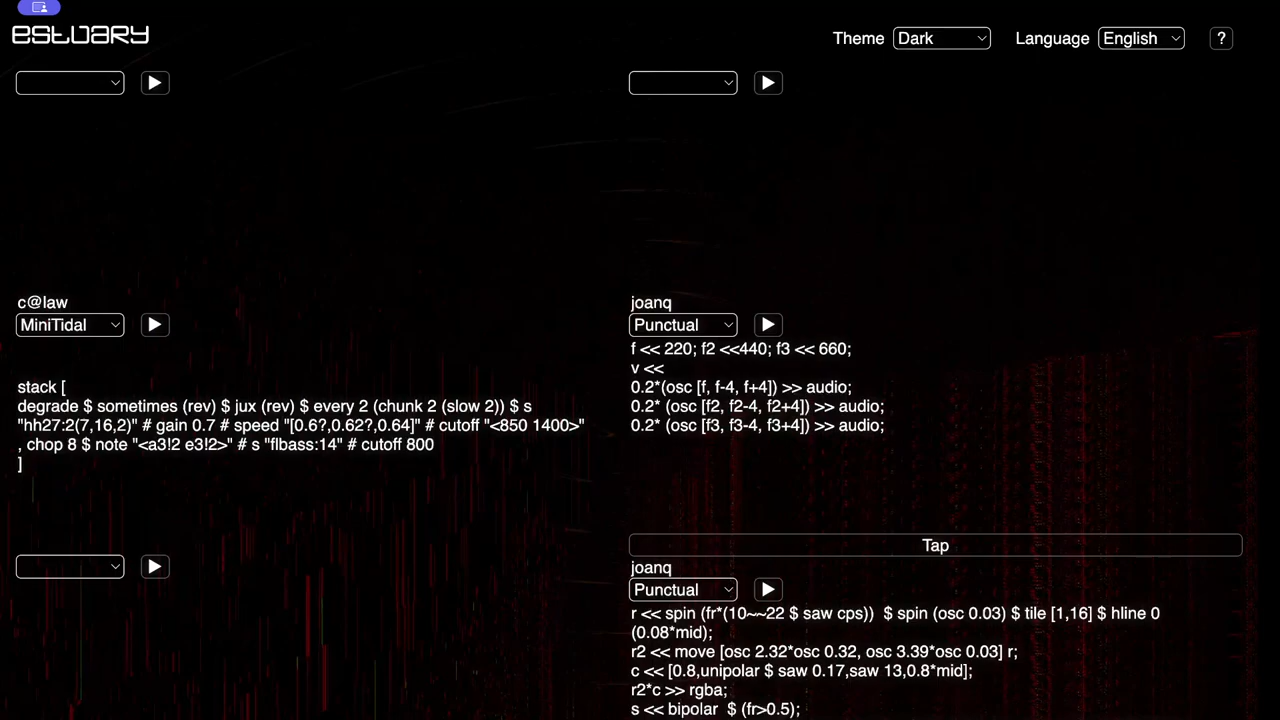 estuary
Theme Dark Language English ?
c@law
MiniTidal
stack [
degrade $ sometimes (rev) $ jux (rev) $ every 2 (chunk 2 (slow 2)) $ s
"hh27:2(7,16,2)" # gain 0.7 # speed "[0.6?,0.62?,0.64]" # cutoff "<850 1400>"
, chop 8 $ note "<a3!2 e3!2>" # s "flbass:14" # cutoff 800
]
joanq
Punctual
f << 220; f2 <<440; f3 << 660;
v <<
0.2*(osc [f, f-4, f+4]) >> audio;
0.2* (osc [f2, f2-4, f2+4]) >> audio;
0.2* (osc [f3, f3-4, f3+4]) >> audio;
Tap
joanq
Punctual
r << spin (fr*(10~~22 $ saw cps))  $ spin (osc 0.03) $ tile [1,16] $ hline 0
(0.08*mid);
r2 << move [osc 2.32*osc 0.32, osc 3.39*osc 0.03] r;
c << [0.8,unipolar $ saw 0.17,saw 13,0.8*mid];
r2*c >> rgba;
s << bipolar  $ (fr>0.5);